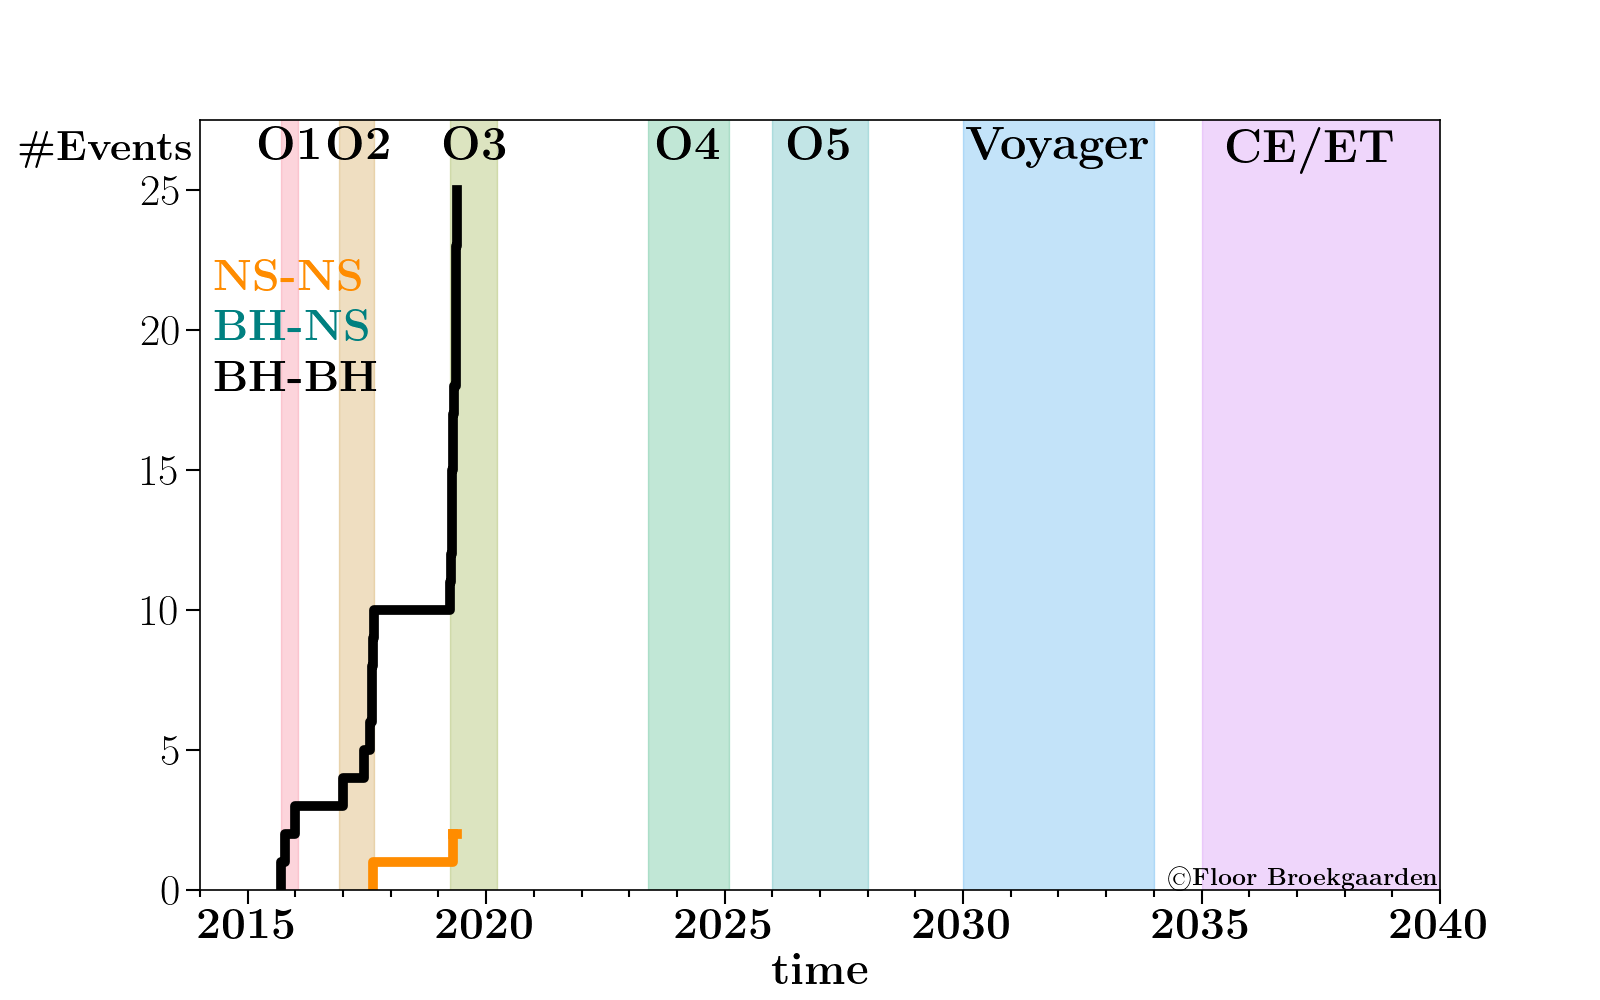 #Events O1 O2 O3 O4 O5 Voyager CE/ET
25
NS-NS
BH-NS
20
BH-BH
15
10
5
©Floor Broekgaarden
0
2015 2020 2025 2030 2035 2040
time